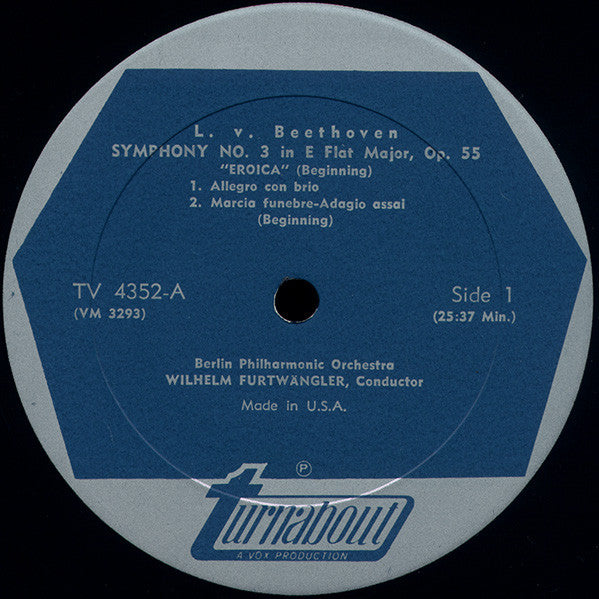 L. v. Beethoven
SYMPHONY NO. 3 in E Flat Major, Op. 55
"EROICA" (Beginning)
1. Allegro con brio
2. Marcia funebre-Adagio assai
(Beginning)
TV 4352-A
(VM 3293)
Side 1
(25:37 Min.)
Berlin Philharmonic Orchestra
WILHELM FURTWÄNGLER, Conductor
Made in U.S.A.
Ⓟ
turnabout
A VOX PRODUCTION